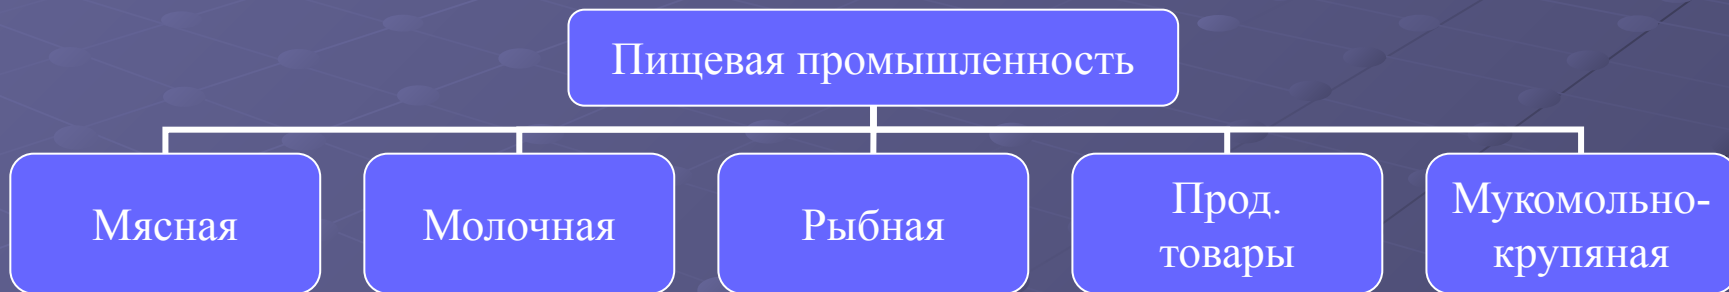 Пищевая промышленность
Мясная
Молочная
Рыбная
Прод.
товары
Мукомольно-
крупяная